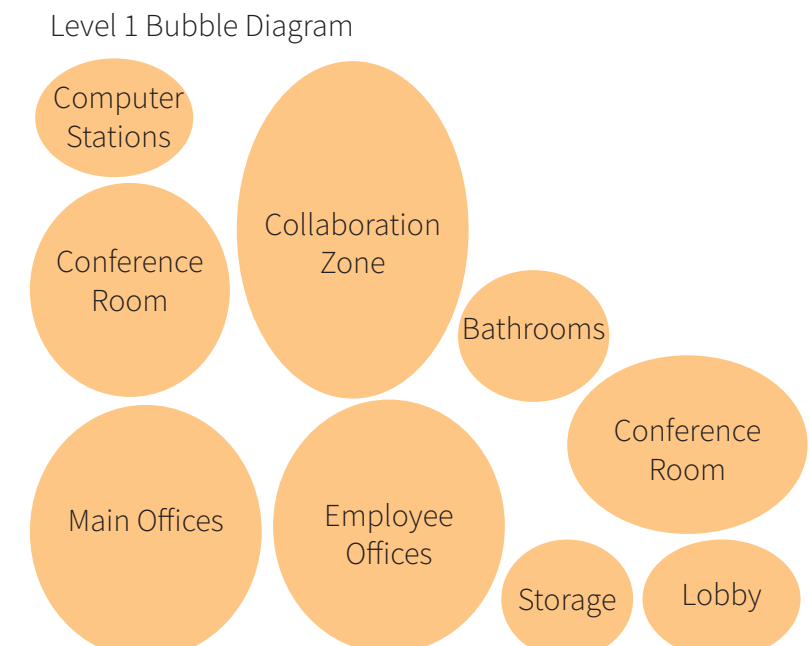 Level 1 Bubble Diagram
Computer
Stations
Collaboration
Zone
Conference
Room
Bathrooms
Conference
Room
Main Offices
Employee
Offices
Storage
Lobby